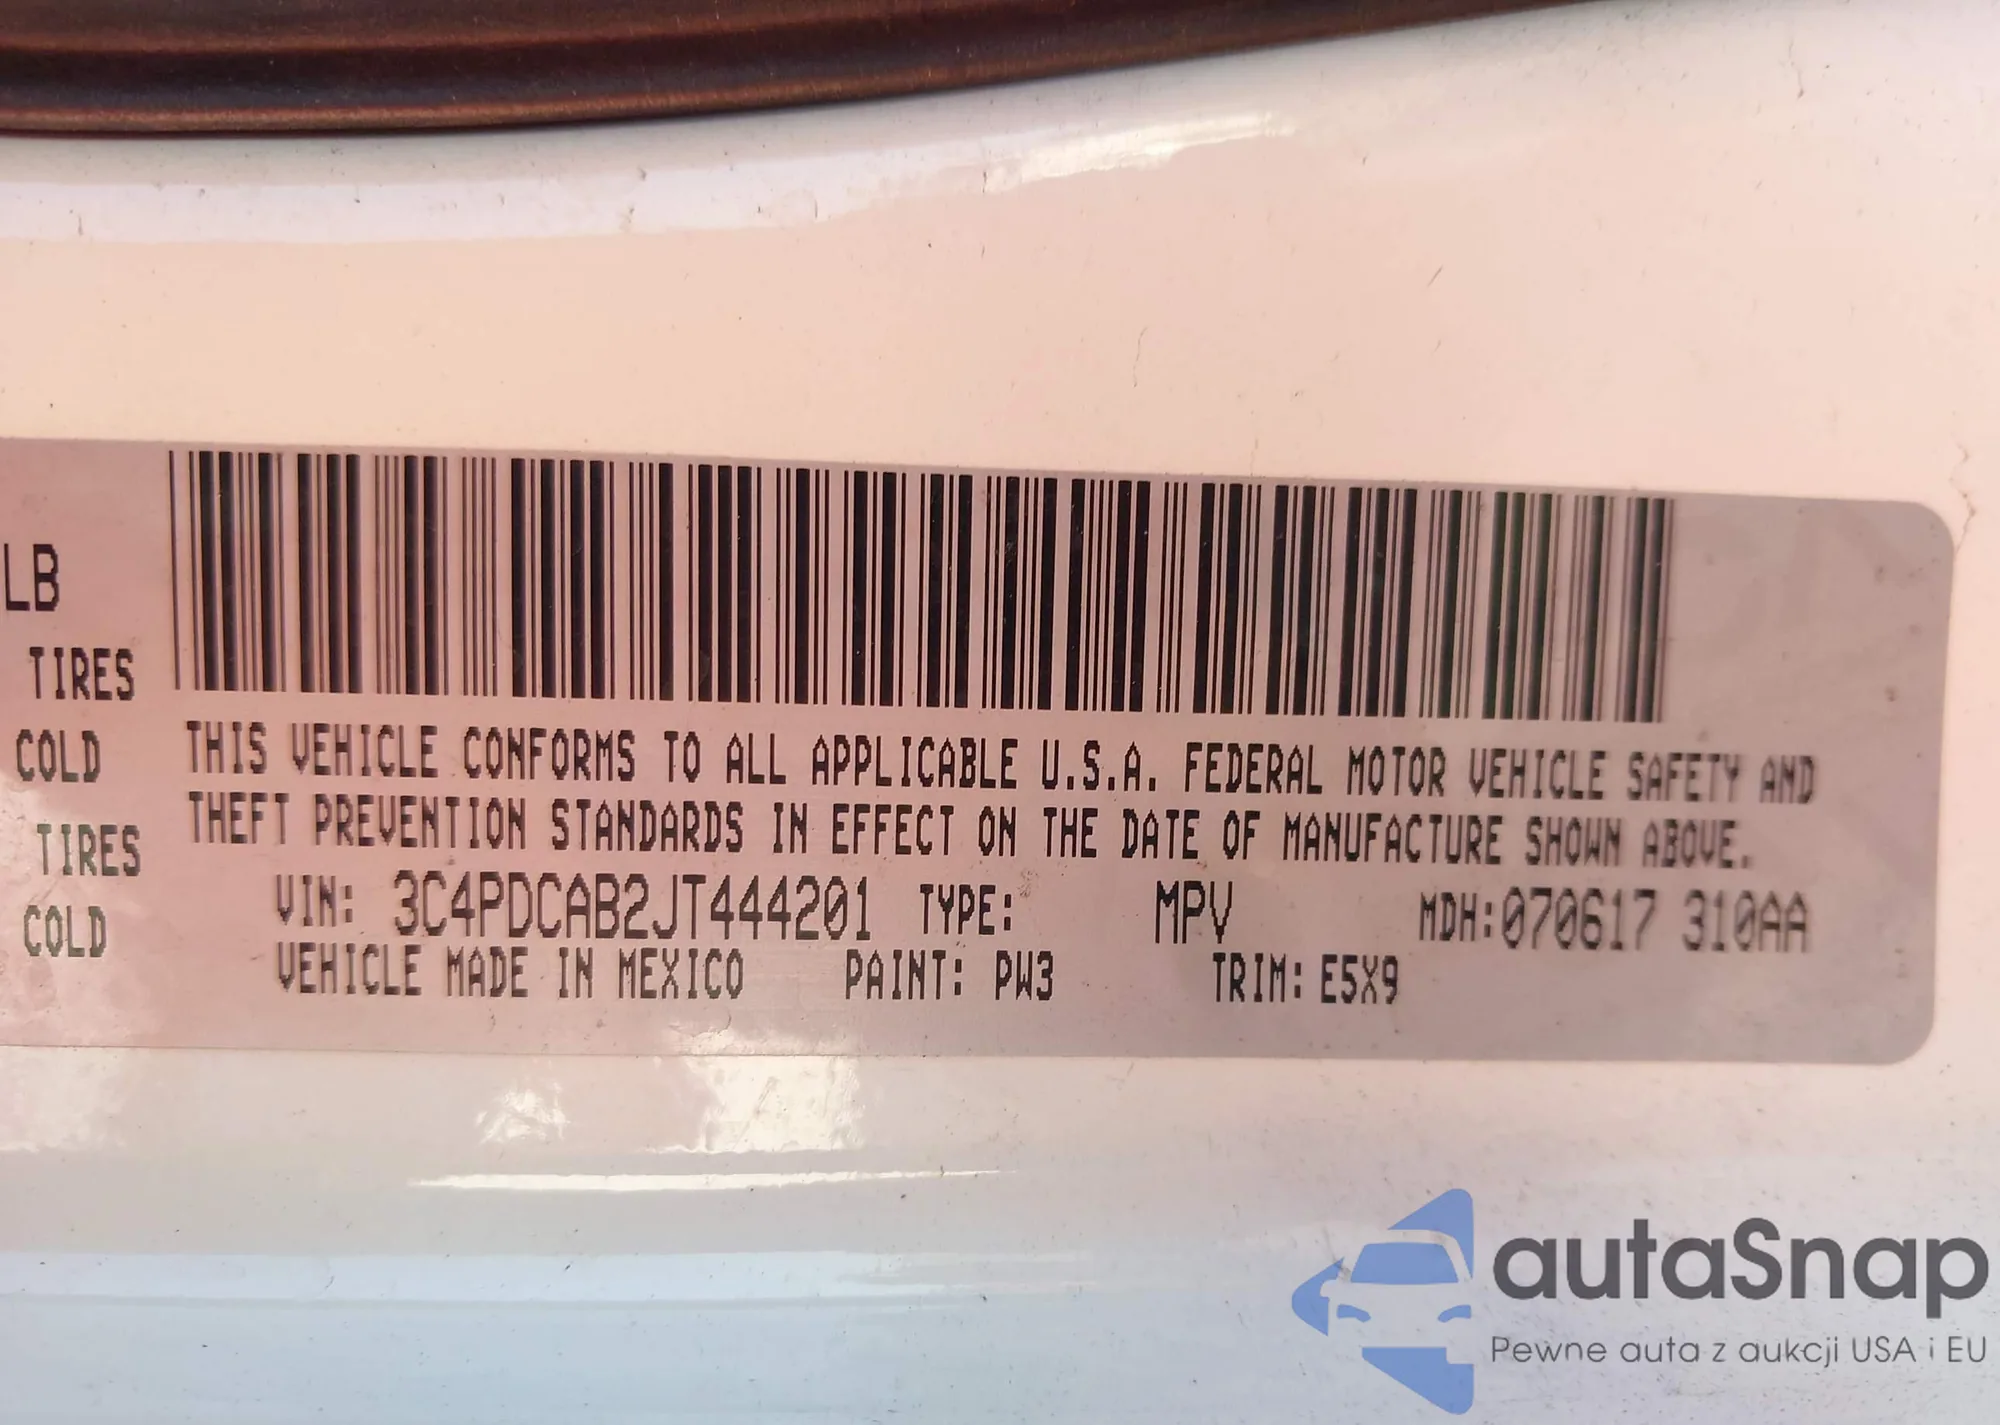 LB
TIRES
COLD
TIRES
COLD
THIS VEHICLE CONFORMS TO ALL APPLICABLE U.S.A. FEDERAL MOTOR VEHICLE SAFETY AND
THEFT PREVENTION STANDARDS IN EFFECT ON THE DATE OF MANUFACTURE SHOWN ABOVE.
VIN: 3C4PDCAB2JT444201 TYPE: MPV MDH:070617 310AA
VEHICLE MADE IN MEXICO PAINT: PW3 TRIM: E5X9
autaSnap
Pewne auta z aukcji USA i EU